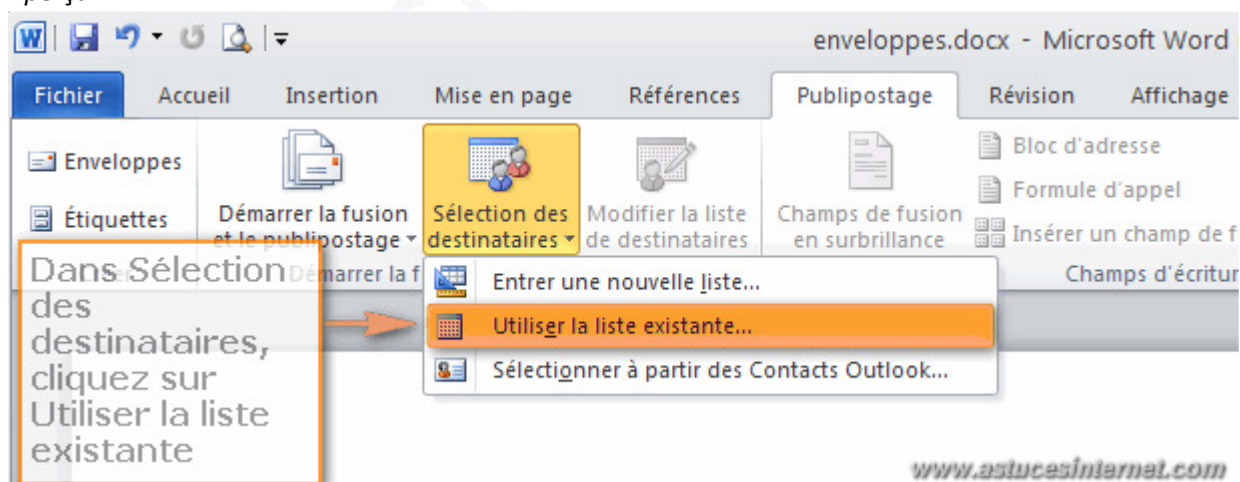 enveloppes.docx - Microsoft Word
Fichier Accueil Insertion Mise en page Références Publipostage Révision Affichage
Enveloppes
Étiquettes
Démarrer la fusion
et le publipostage
Sélection des
destinataires
Modifier la liste
de destinataires
Champs de fusion
en surbrillance
Bloc d'adresse
Formule d'appel
Insérer un champ de f
Démarrer la f
Champs d'écritur
Entrer une nouvelle liste...
Utiliser la liste existante...
Sélectionner à partir des Contacts Outlook...
Dans Sélection
des
destinataires,
cliquez sur
Utiliser la liste
existante
www.astucesinternet.com